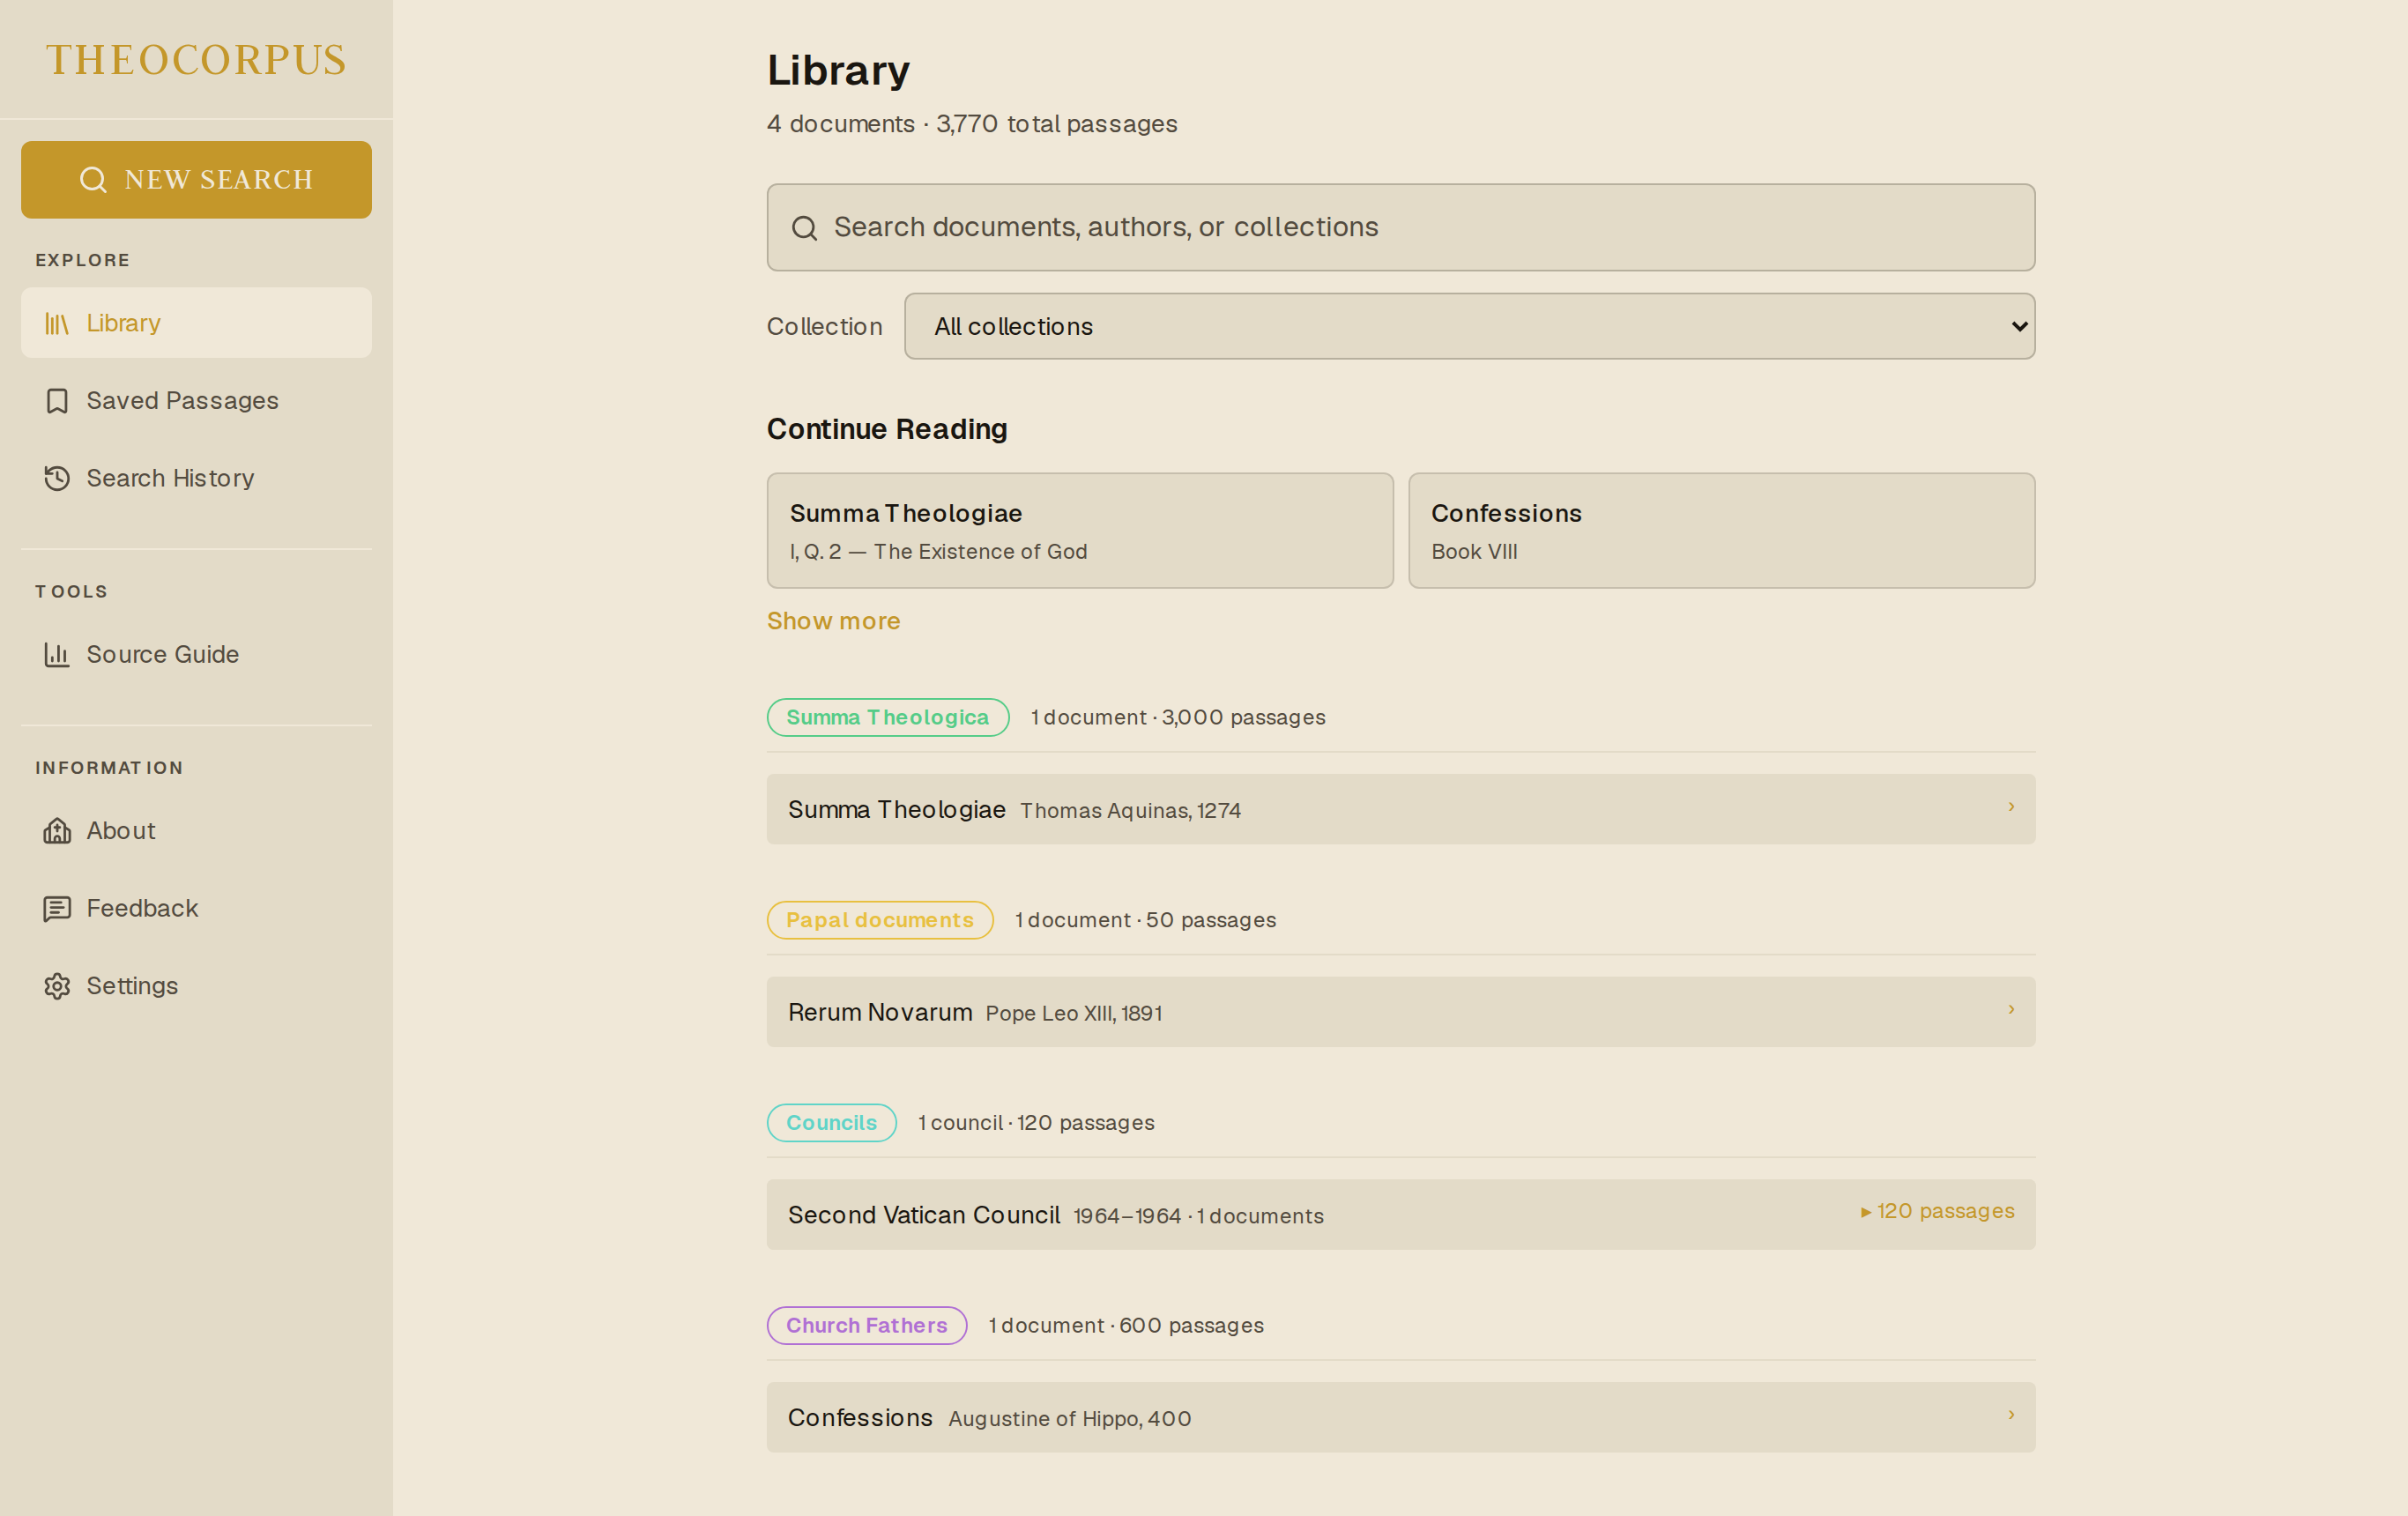 THEOCORPUS
NEW SEARCH
EXPLORE
Library
Saved Passages
Search History
TOOLS
Source Guide
INFORMATION
About
Feedback
Settings
Library
4 documents · 3,770 total passages
Search documents, authors, or collections
Collection All collections
Continue Reading
Summa Theologiae
I, Q. 2 — The Existence of God
Confessions
Book VIII
Show more
Summa Theologica 1 document · 3,000 passages
Summa Theologiae Thomas Aquinas, 1274 ›
Papal documents 1 document · 50 passages
Rerum Novarum Pope Leo XIII, 1891 ›
Councils 1 council · 120 passages
Second Vatican Council 1964–1964 · 1 documents ▸ 120 passages
Church Fathers 1 document · 600 passages
Confessions Augustine of Hippo, 400 ›